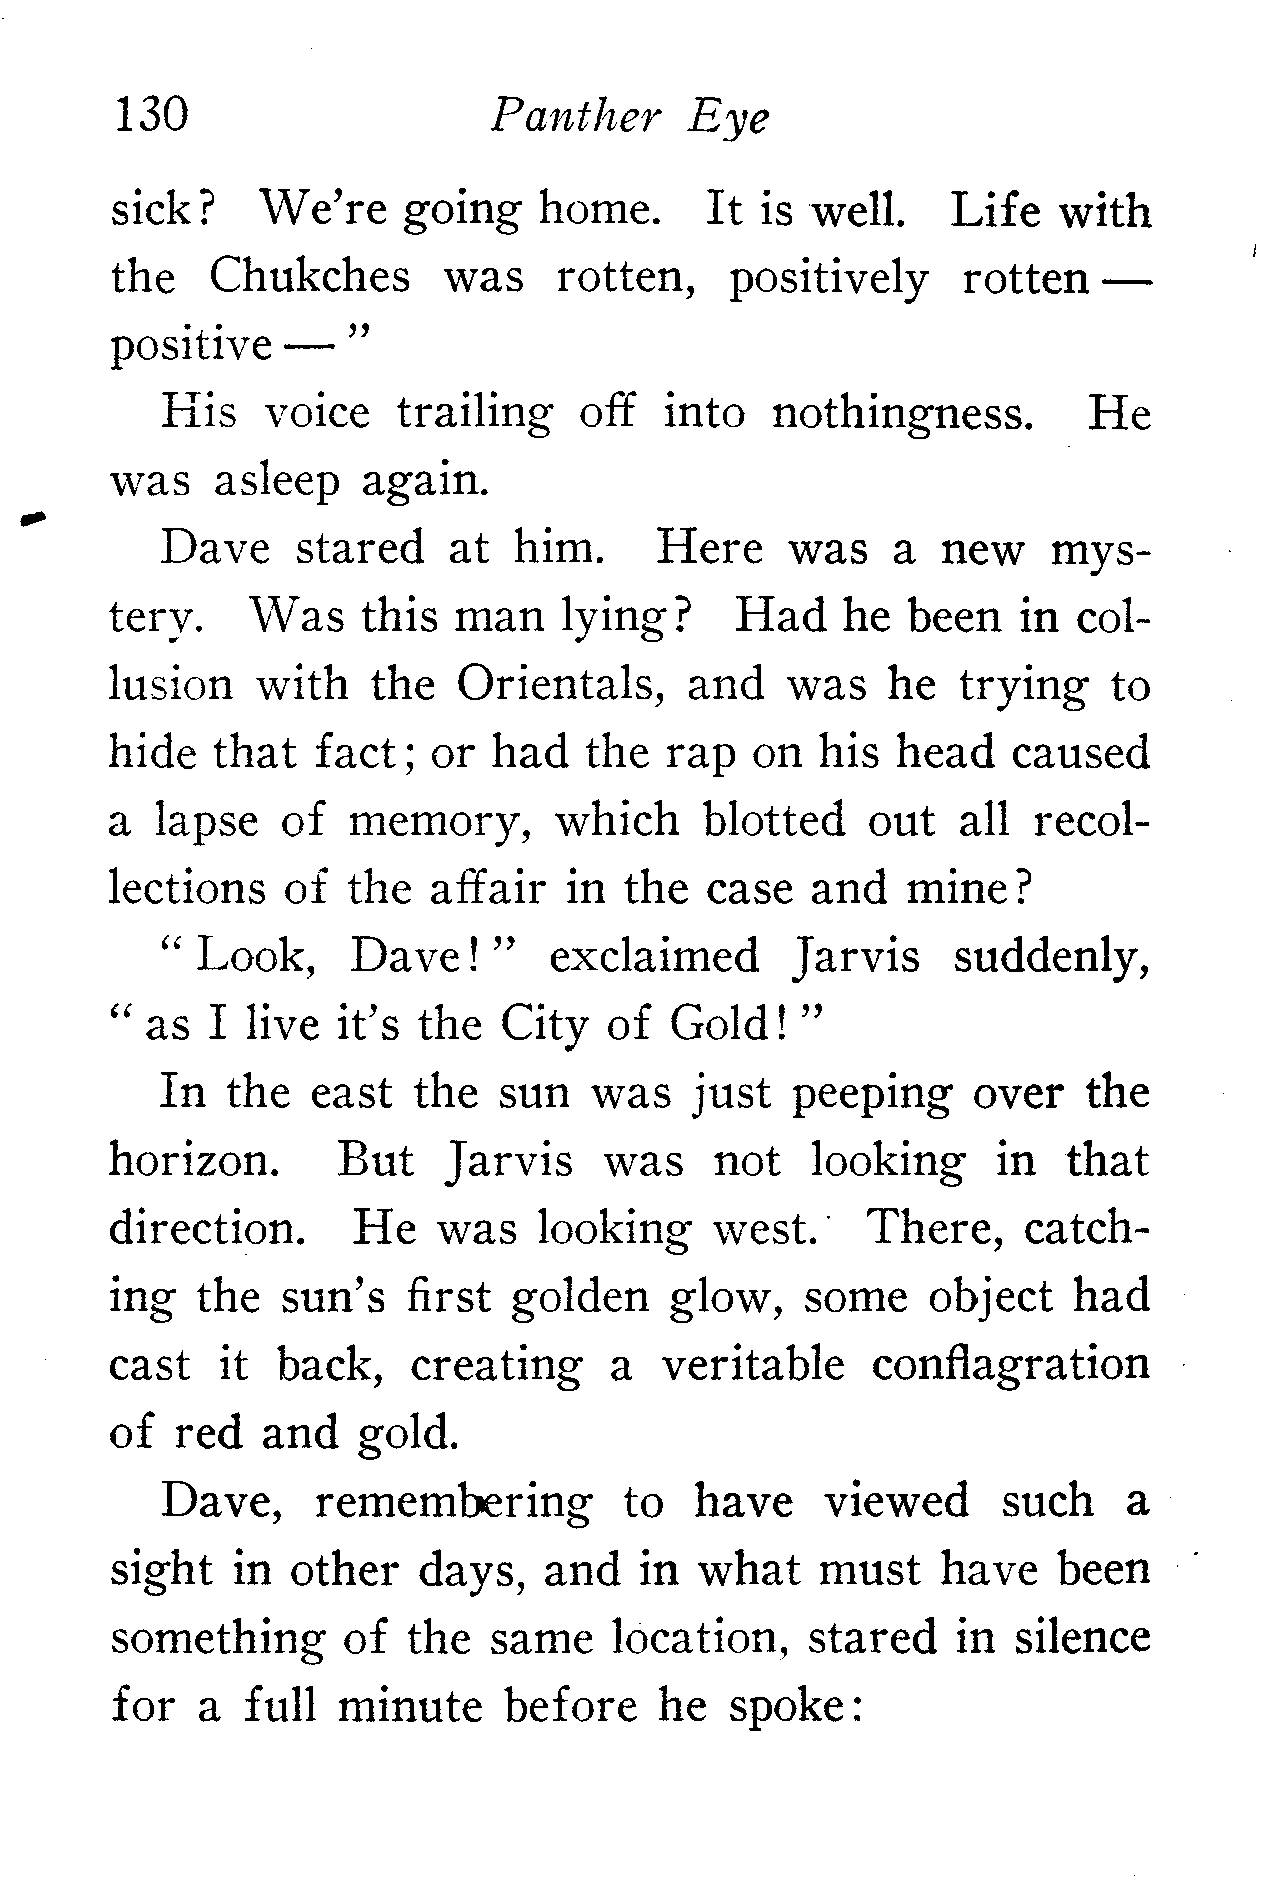 130 Panther Eye
sick? We're going home. It is well. Life with
the Chukches was rotten, positively rotten —
positive — "
His voice trailing off into nothingness. He
was asleep again.
Dave stared at him. Here was a new mys-
tery. Was this man lying? Had he been in col-
lusion with the Orientals, and was he trying to
hide that fact; or had the rap on his head caused
a lapse of memory, which blotted out all recol-
lections of the affair in the case and mine?
" Look, Dave! " exclaimed Jarvis suddenly,
" as I live it's the City of Gold! "
In the east the sun was just peeping over the
horizon. But Jarvis was not looking in that
direction. He was looking west. There, catch-
ing the sun's first golden glow, some object had
cast it back, creating a veritable conflagration
of red and gold.
Dave, remembering to have viewed such a
sight in other days, and in what must have been
something of the same location, stared in silence
for a full minute before he spoke: